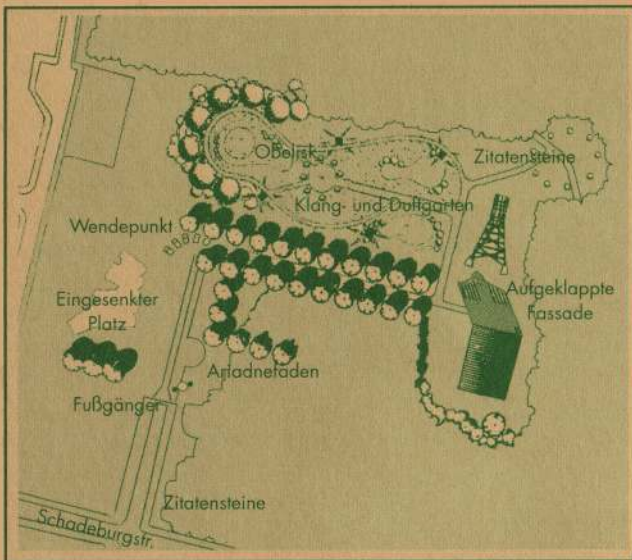 Obelisk
Zitatensteine
Klang- und Duftgarten
Wendepunkt
Eingesenkter
Platz
Aufgeklappte
Fassade
Ariadnefaden
Fußgänger
Zitatensteine
Schadeburgstr.